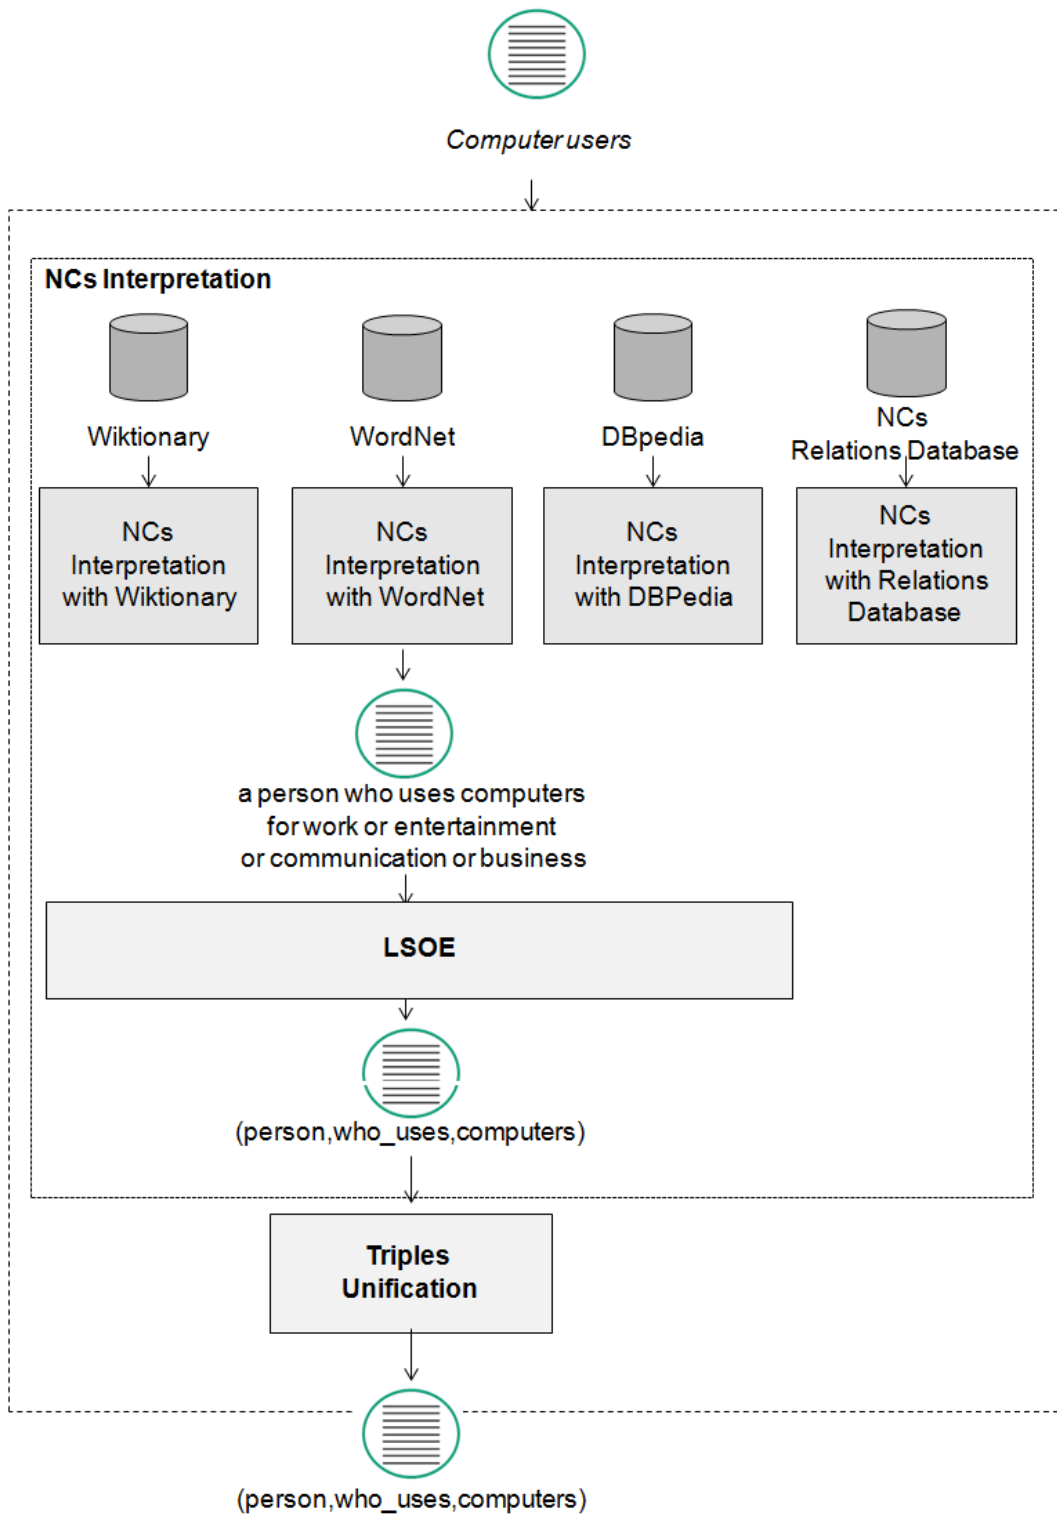 Computer users
NCs Interpretation
Wiktionary
WordNet
DBpedia
NCs
Relations Database
NCs
Interpretation
with Wiktionary
NCs
Interpretation
with WordNet
NCs
Interpretation
with DBPedia
NCs
Interpretation
with Relations
Database
a person who uses computers
for work or entertainment
or communication or business
LSOE
(person,who_uses,computers)
Triples
Unification
(person,who_uses,computers)